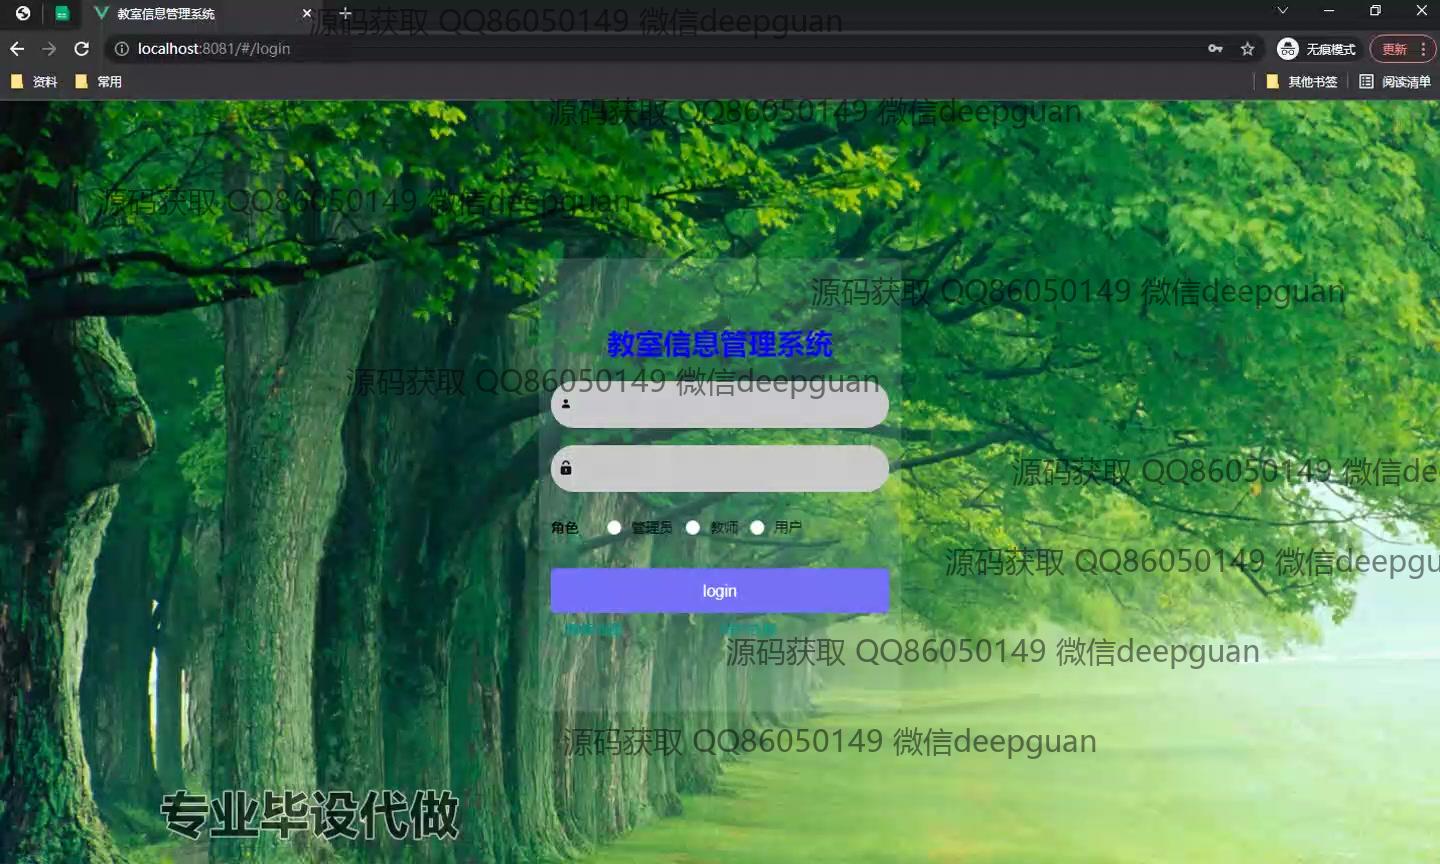 教室信息管理系统
源码获取 QQ86050149 微信deepguan
localhost:8081/#/login
无痕模式
更新
资料
常用
其他书签
阅读清单
源码获取 QQ86050149 微信deepguan
源码获取 QQ86050149 微信deepguan
源码获取 QQ86050149 微信deepguan
教室信息管理系统
源码获取 QQ86050149 微信deepguan
源码获取 QQ86050149 微信de
角色 管理员 教师 用户
源码获取 QQ86050149 微信deepgu
login
源码获取 QQ86050149 微信deepguan
源码获取 QQ86050149 微信deepguan
专业毕设代做